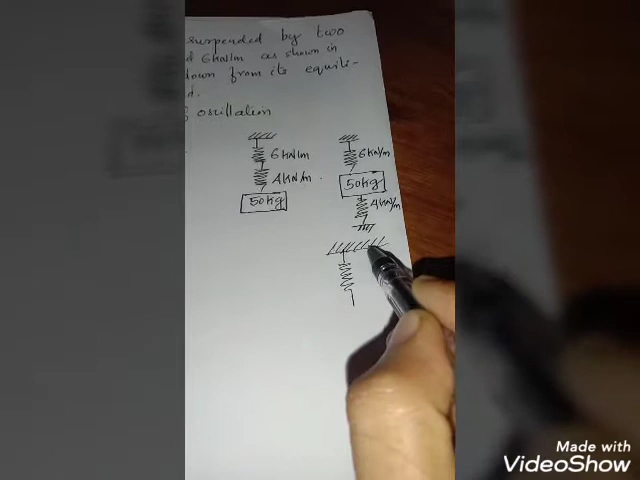 suspended by two
d 6kN/m as shown in
down from its equili-
d.
of oscillation
6kN/m
4kN/m
50kg
6kN/m
50kg
4kN/m
Made with
VideoShow